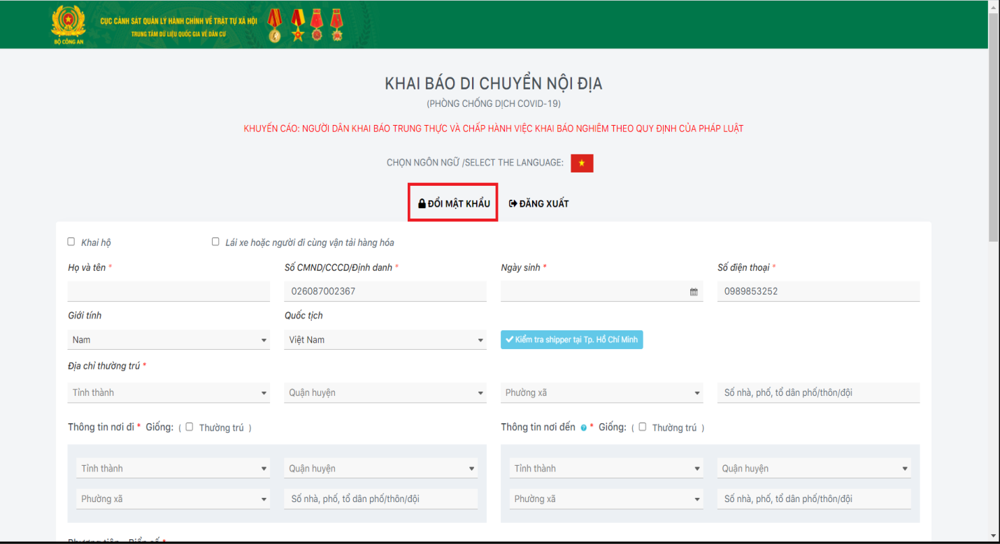 CỤC CẢNH SÁT QUẢN LÝ HÀNH CHÍNH VỀ TRẬT TỰ XÃ HỘI
TRUNG TÂM DỮ LIỆU QUỐC GIA VỀ DÂN CƯ
BỘ CÔNG AN
KHAI BÁO DI CHUYỂN NỘI ĐỊA
(PHÒNG CHỐNG DỊCH COVID-19)
KHUYẾN CÁO: NGƯỜI DÂN KHAI BÁO TRUNG THỰC VÀ CHẤP HÀNH VIỆC KHAI BÁO NGHIÊM THEO QUY ĐỊNH CỦA PHÁP LUẬT
CHỌN NGÔN NGỮ /SELECT THE LANGUAGE:
ĐỔI MẬT KHẨU ĐĂNG XUẤT
Khai hộ Lái xe hoặc người đi cùng vận tải hàng hóa
Họ và tên * Số CMND/CCCD/Định danh * Ngày sinh * Số điện thoại *
026087002367 0989853252
Giới tính Quốc tịch
Nam Việt Nam Kiểm tra shipper tại Tp. Hồ Chí Minh
Địa chỉ thường trú *
Tỉnh thành Quận huyện Phường xã Số nhà, phố, tổ dân phố/thôn/đội
Thông tin nơi đi * Giống: ( Thường trú ) Thông tin nơi đến ? * Giống: ( Thường trú )
Tỉnh thành Quận huyện Tỉnh thành Quận huyện
Phường xã Số nhà, phố, tổ dân phố/thôn/đội Phường xã Số nhà, phố, tổ dân phố/thôn/đội
Phương tiện - Biển số *